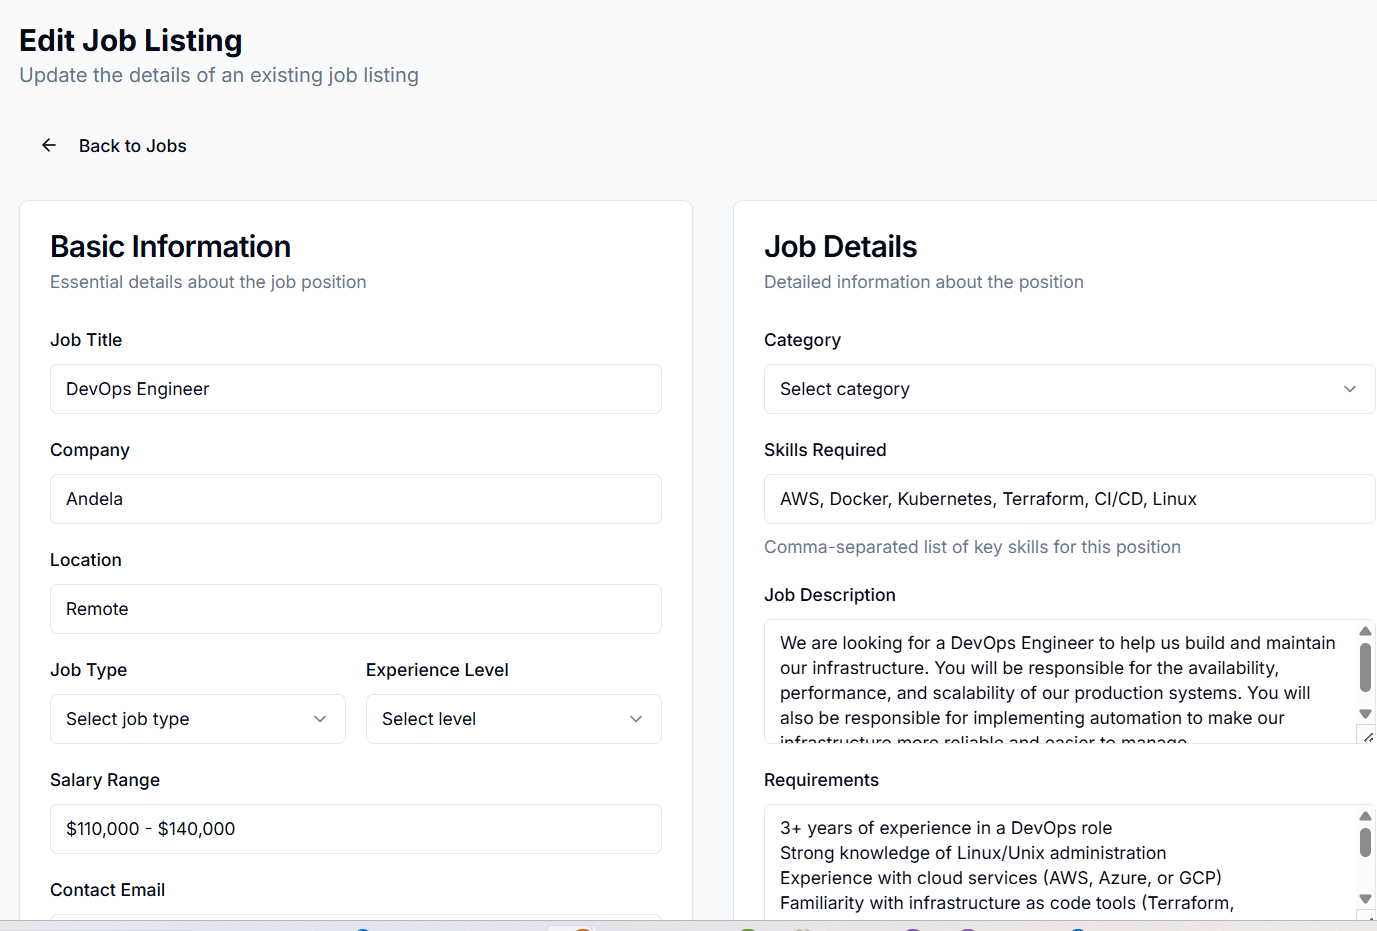 Edit Job Listing
Update the details of an existing job listing
Back to Jobs
Basic Information
Essential details about the job position
Job Title
DevOps Engineer
Company
Andela
Location
Remote
Job Type
Experience Level
Select job type
Select level
Salary Range
$110,000 - $140,000
Contact Email
Job Details
Detailed information about the position
Category
Select category
Skills Required
AWS, Docker, Kubernetes, Terraform, CI/CD, Linux
Comma-separated list of key skills for this position
Job Description
We are looking for a DevOps Engineer to help us build and maintain
our infrastructure. You will be responsible for the availability,
performance, and scalability of our production systems. You will
also be responsible for implementing automation to make our
infrastructure more reliable and easier to manage.
Requirements
3+ years of experience in a DevOps role
Strong knowledge of Linux/Unix administration
Experience with cloud services (AWS, Azure, or GCP)
Familiarity with infrastructure as code tools (Terraform,